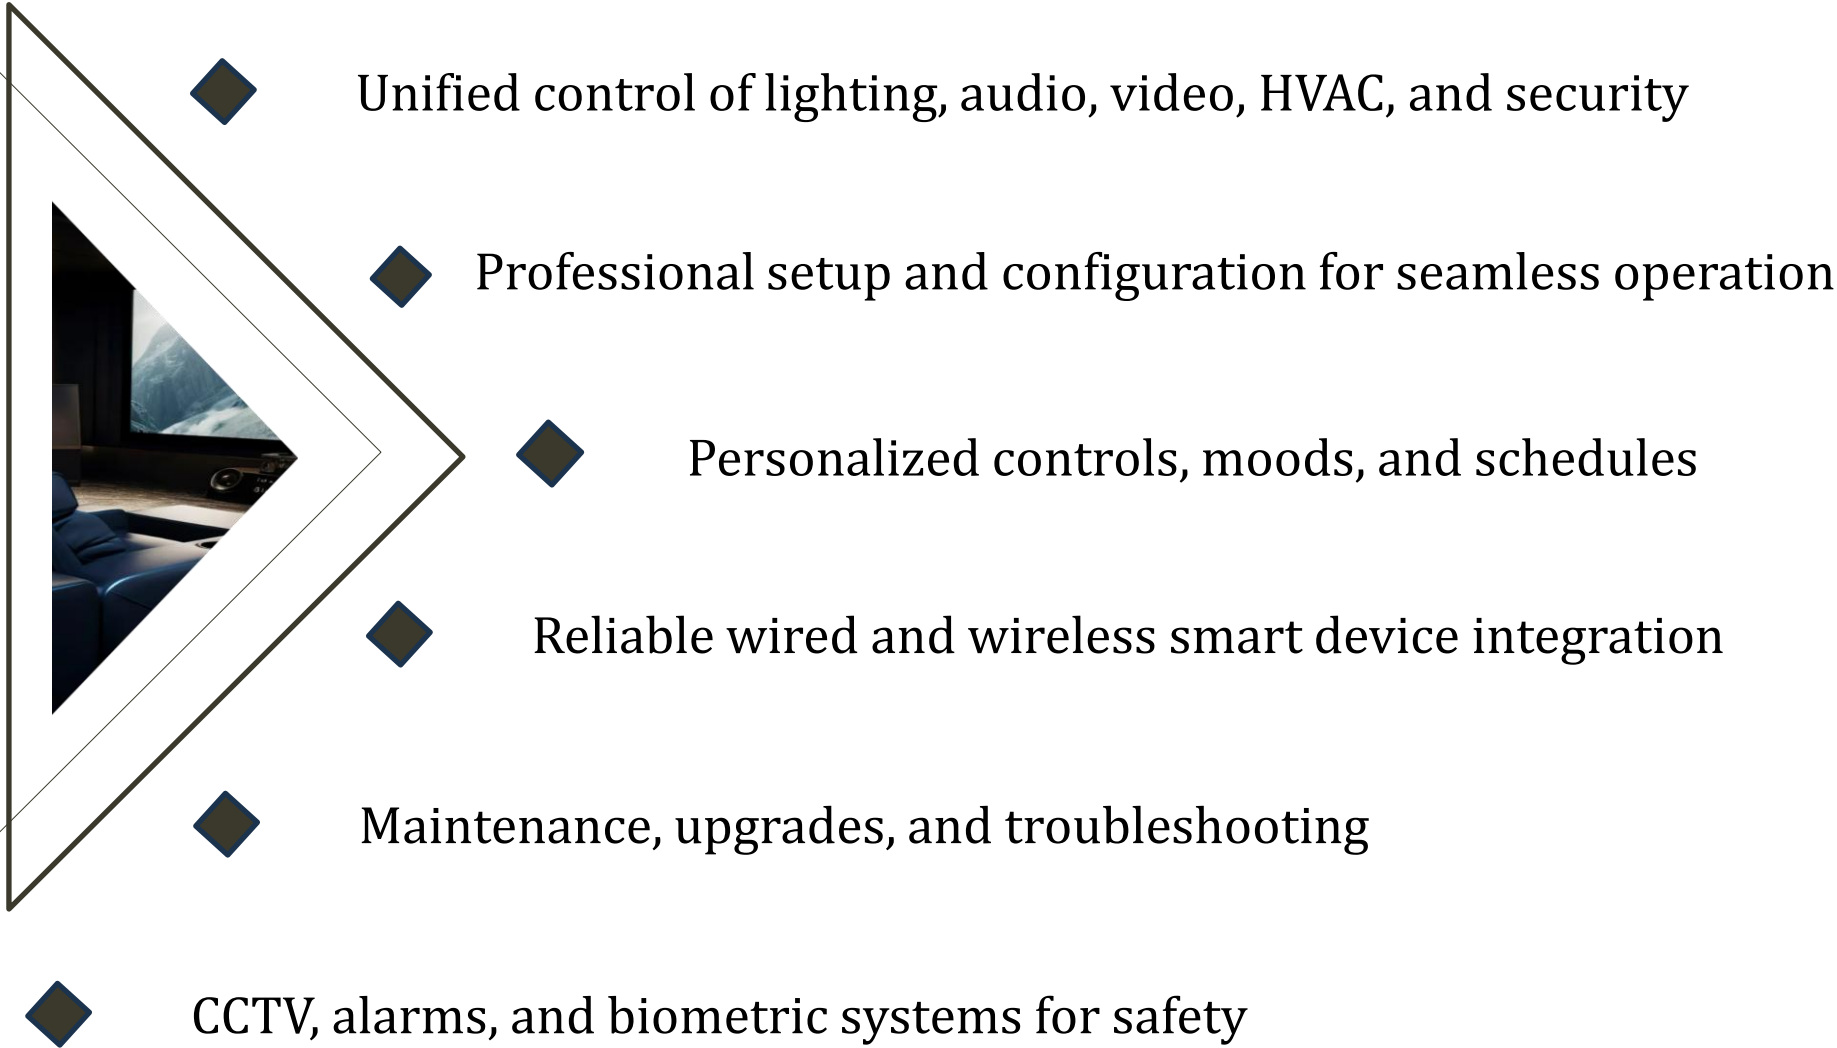 Unified control of lighting, audio, video, HVAC, and security
Professional setup and configuration for seamless operation
Personalized controls, moods, and schedules
Reliable wired and wireless smart device integration
Maintenance, upgrades, and troubleshooting
CCTV, alarms, and biometric systems for safety